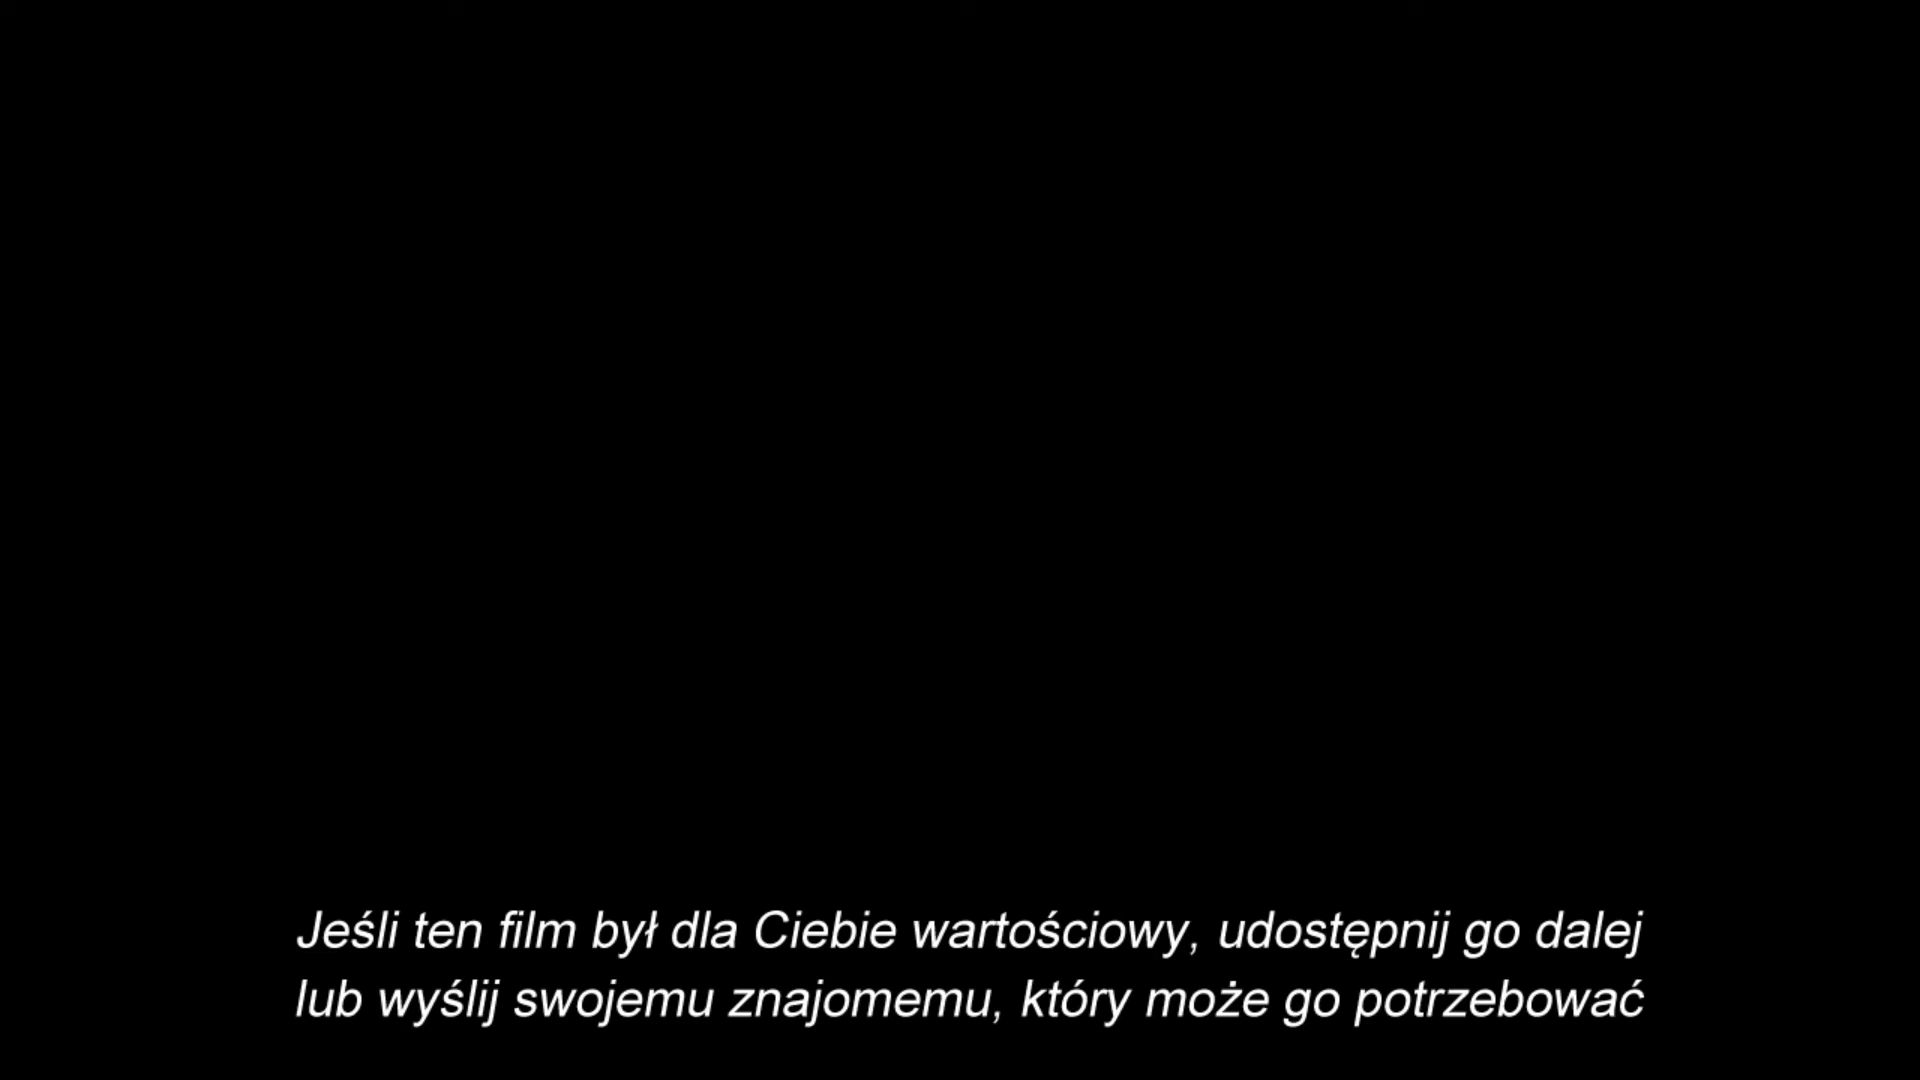 Jeśli ten film był dla Ciebie wartościowy, udostępnij go dalej
lub wyślij swojemu znajomemu, który może go potrzebować